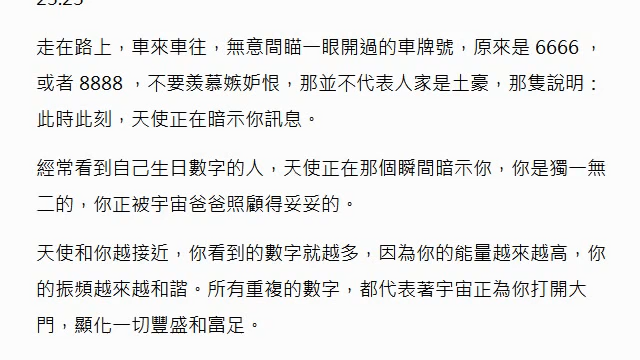 走在路上，車來車往，無意間瞄一眼開過的車牌號，原來是 6666 ，
或者 8888 ，不要羨慕嫉妒恨，那並不代表人家是土豪，那隻說明：
此時此刻，天使正在暗示你訊息。
經常看到自己生日數字的人，天使正在那個瞬間暗示你，你是獨一無
二的，你正被宇宙爸爸照顧得妥妥的。
天使和你越接近，你看到的數字就越多，因為你的能量越來越高，你
的振頻越來越和諧。所有重複的數字，都代表著宇宙正為你打開大
門，顯化一切豐盛和富足。